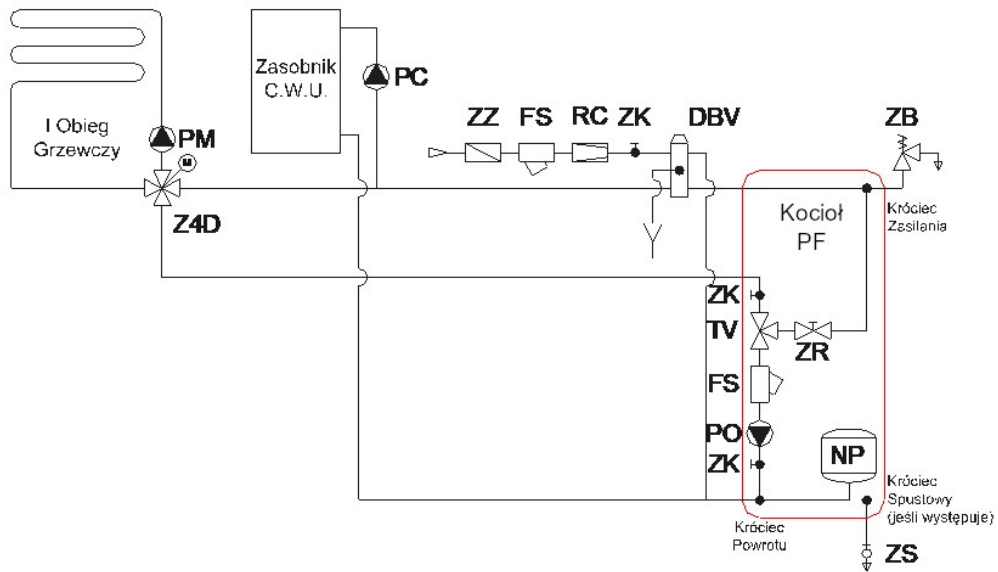 Zasobnik
C.W.U.
PC
I Obieg
Grzewczy
PM
M
Z4D
ZZ
FS
RC
ZK
DBV
ZB
Kocioł
PF
Króciec
Zasilania
ZK
TV
ZR
FS
PO
ZK
NP
Króciec
Spustowy
(jeśli występuje)
Króciec
Powrotu
ZS